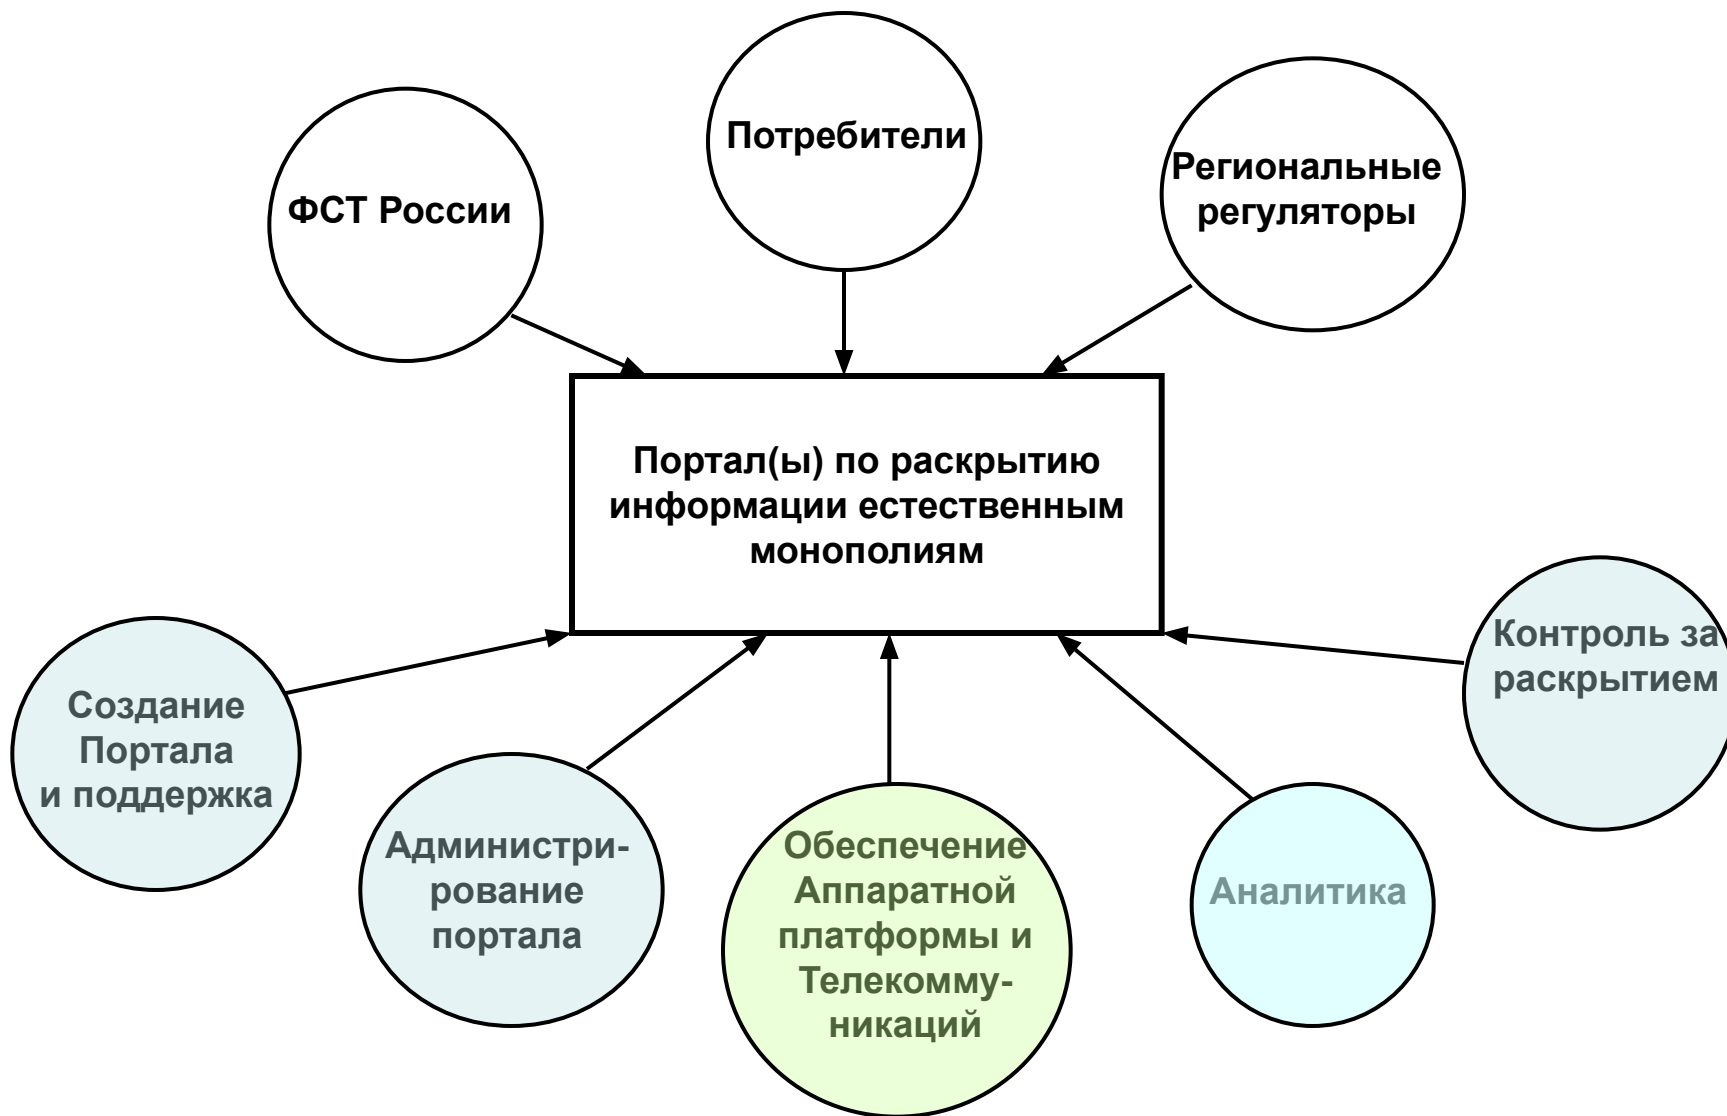 Потребители
Региональные
регуляторы
ФСТ России
Портал(ы) по раскрытию
информации естественным
монополиям
Контроль за
раскрытием
Создание
Портала
и поддержка
Администри-
рование
портала
Обеспечение
Аппаратной
платформы и
Телекомму-
никаций
Аналитика